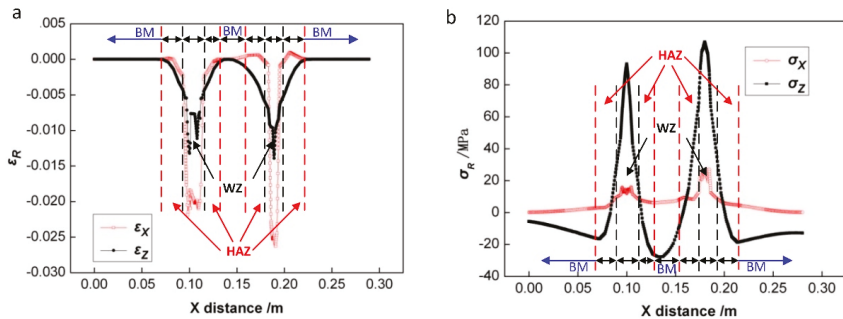 a
.005
0.000
-0.005
-0.010
-0.015
-0.020
-0.025
-0.030
εR
BM
BM
BM
WZ
HAZ
εX
εZ
0.00
0.05
0.10
0.15
0.20
0.25
0.30
X distance /m
b
120
100
80
60
40
20
0
-20
-40
σR /MPa
HAZ
WZ
σX
σZ
BM
BM
BM
0.00
0.05
0.10
0.15
0.20
0.25
0.30
X distance /m